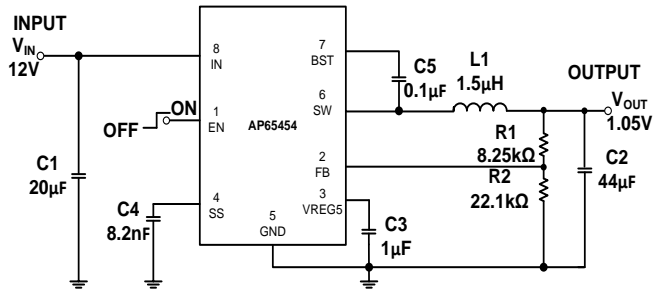 INPUT
VIN
12V
8
IN
7
BST
C5
0.1µF
L1
1.5µH
OUTPUT
VOUT
1.05V
6
SW
AP65454
ON
OFF
1
EN
R1
8.25kΩ
2
FB
C2
44µF
R2
22.1kΩ
C1
20µF
3
VREG5
4
SS
C4
8.2nF
5
GND
C3
1µF